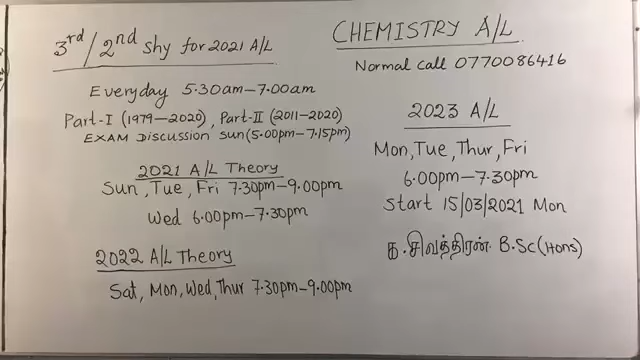 3rd/2nd shy for 2021 A/L
Everyday 5.30am-7.00am
Part-I (1979-2020), Part-II (2011-2020)
EXAM Discussion Sun(5.00pm-7.15pm)
2021 A/L Theory
Sun, Tue, Fri 7.30pm-9.00pm
Wed 6.00pm-7.30pm
2022 A/L Theory
Sat, Mon, Wed, Thur 7.30pm-9.00pm
CHEMISTRY A/L
Normal call 0770086416
2023 A/L
Mon, Tue, Thur, Fri
6.00pm-7.30pm
Start 15/03/2021 Mon
த.சிவத்திரன் B.Sc(Hons)